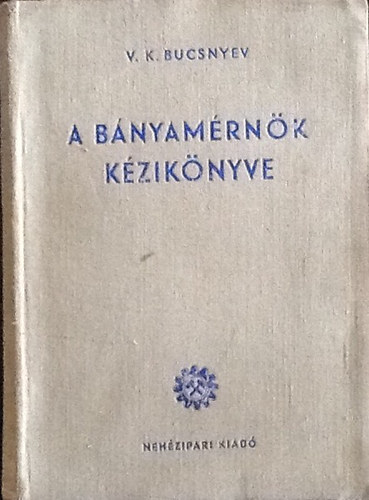 V. K. BUCSNYEV
A BÁNYAMÉRNÖK
KÉZIKÖNYVE
NEHÉZIPARI KIADÓ